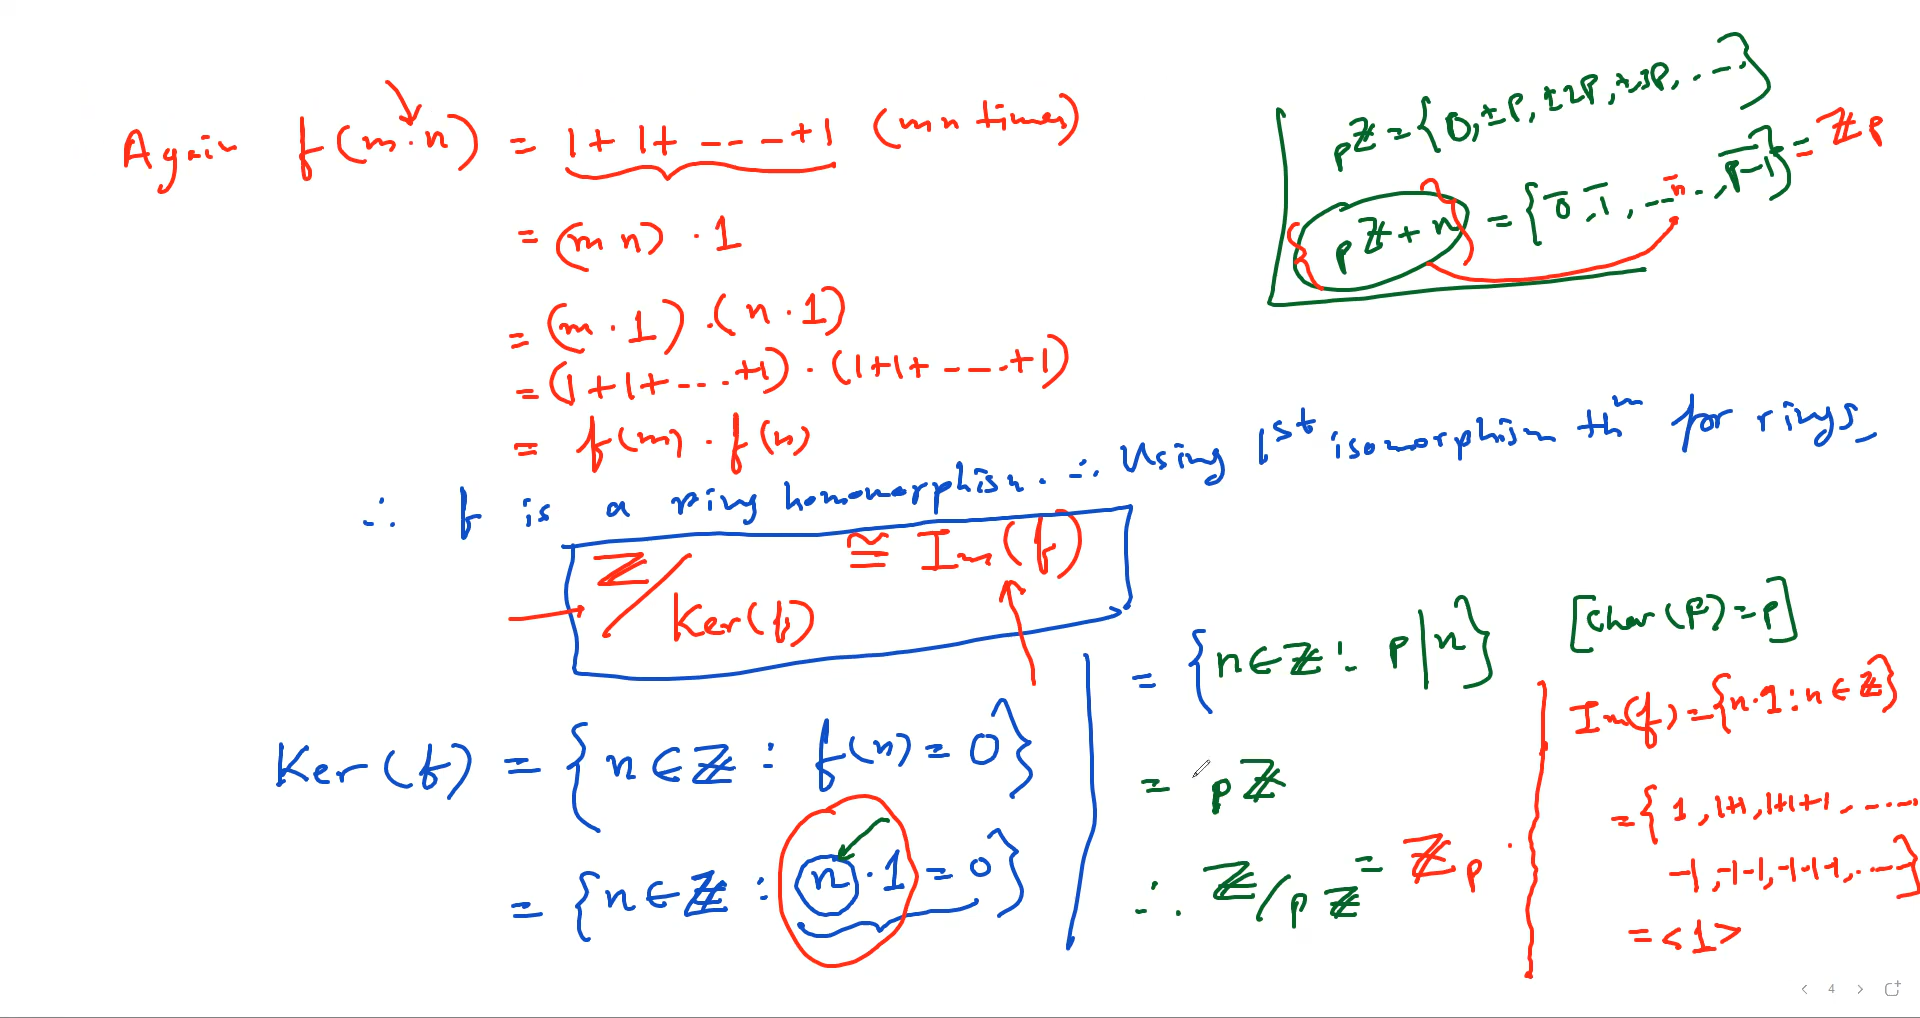 Again f(m·n) = 1+1+ ... ... +1 (mn times)
= (mn) · 1
= (m · 1) · (n · 1)
= (1+1+ ... +1) · (1+1+ ... +1)
= f(m) · f(n)
∴ f is a ring homomorphism. ∴ Using 1st isomorphism thm for rings
ℤ/Ker(f) ≅ Im(f)
Ker(f) = {n∈ℤ : f(n) = 0}
= {n∈ℤ : n · 1 = 0}
= {n∈ℤ : p|n} [Char(F) = p]
= pℤ
∴ ℤ/pℤ = ℤp.
Im(f) = {n·1 : n∈ℤ}
= {1, 1+1, 1+1+1, ......
-1, -1-1, -1-1-1, ......}
= <1>
pℤ = {0, ±p, ±2p, ±3p, ...}
pℤ+n = {0̅, 1̅, ... n̅ .., p-1̅} = ℤp
4